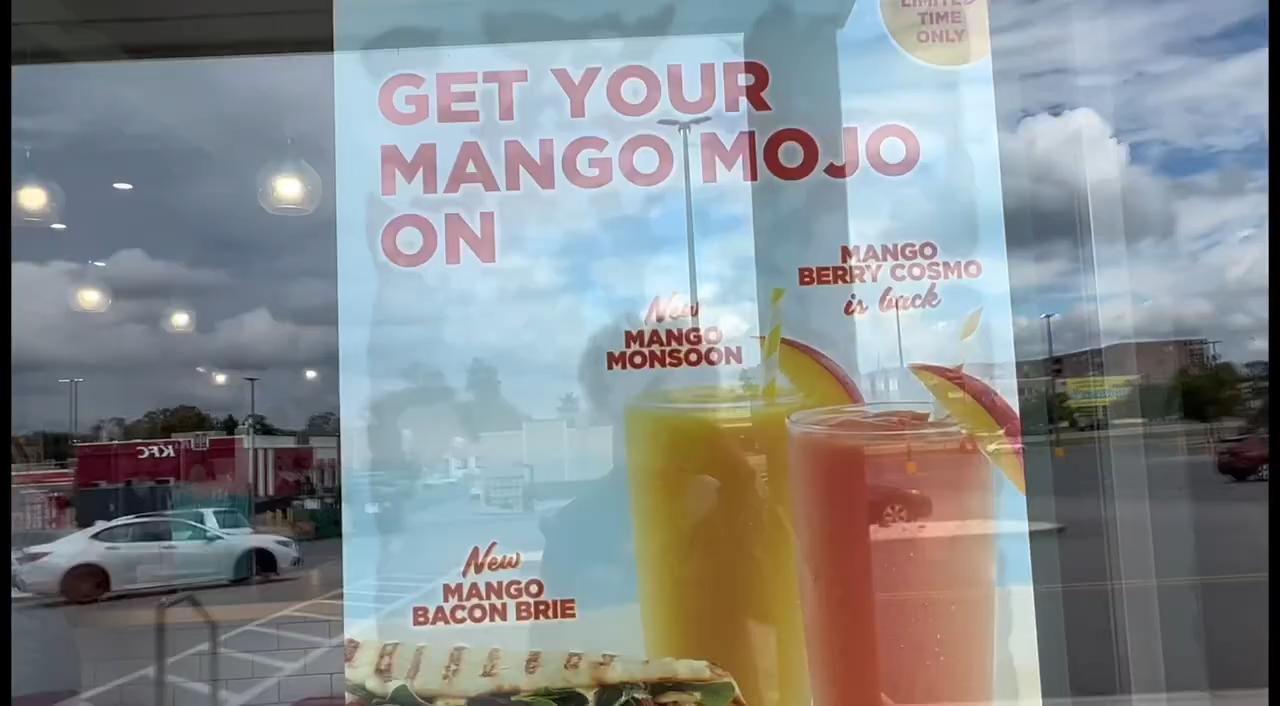 LIMITED
TIME
ONLY
GET YOUR
MANGO MOJO
ON
MANGO
BERRY COSMO
is back
New
MANGO
MONSOON
KFC
New
MANGO
BACON BRIE